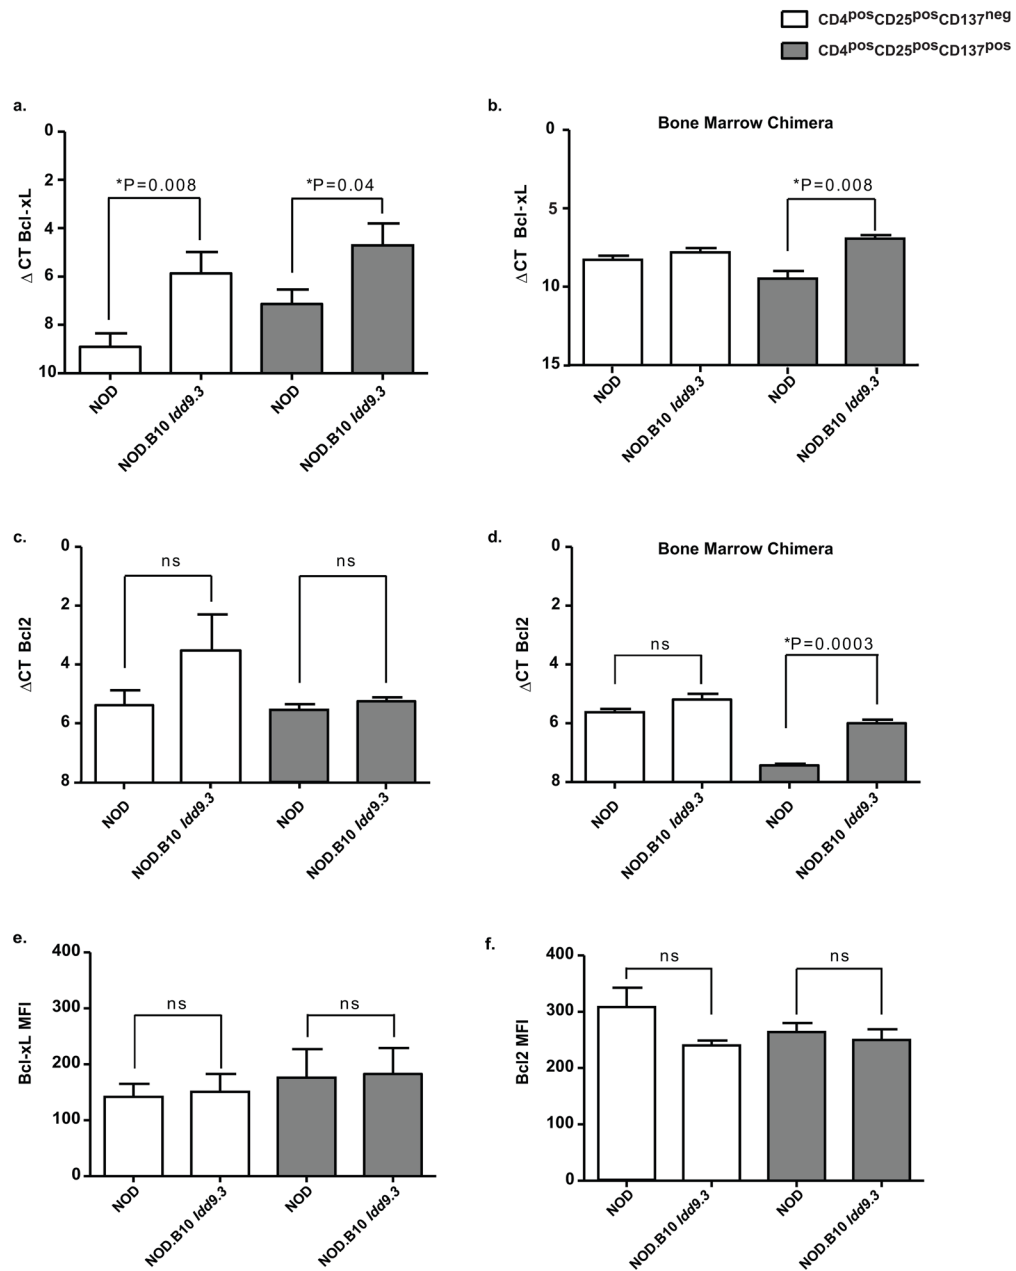 CD4posCD25posCD137neg
CD4posCD25posCD137pos
a.
ΔCT Bcl-xL
0
2
4
6
8
10
*P=0.008
*P=0.04
NOD
NOD.B10 Idd9.3
NOD
NOD.B10 Idd9.3
b.
Bone Marrow Chimera
ΔCT Bcl-xL
0
5
10
15
*P=0.008
NOD
NOD.B10 Idd9.3
NOD
NOD.B10 Idd9.3
c.
ΔCT Bcl2
0
2
4
6
8
ns
ns
NOD
NOD.B10 Idd9.3
NOD
NOD.B10 Idd9.3
d.
Bone Marrow Chimera
ΔCT Bcl2
0
2
4
6
8
ns
*P=0.0003
NOD
NOD.B10 Idd9.3
NOD
NOD.B10 Idd9.3
e.
Bcl-xL MFI
400
300
200
100
0
ns
ns
NOD
NOD.B10 Idd9.3
NOD
NOD.B10 Idd9.3
f.
Bcl2 MFI
400
300
200
100
0
ns
ns
NOD
NOD.B10 Idd9.3
NOD
NOD.B10 Idd9.3